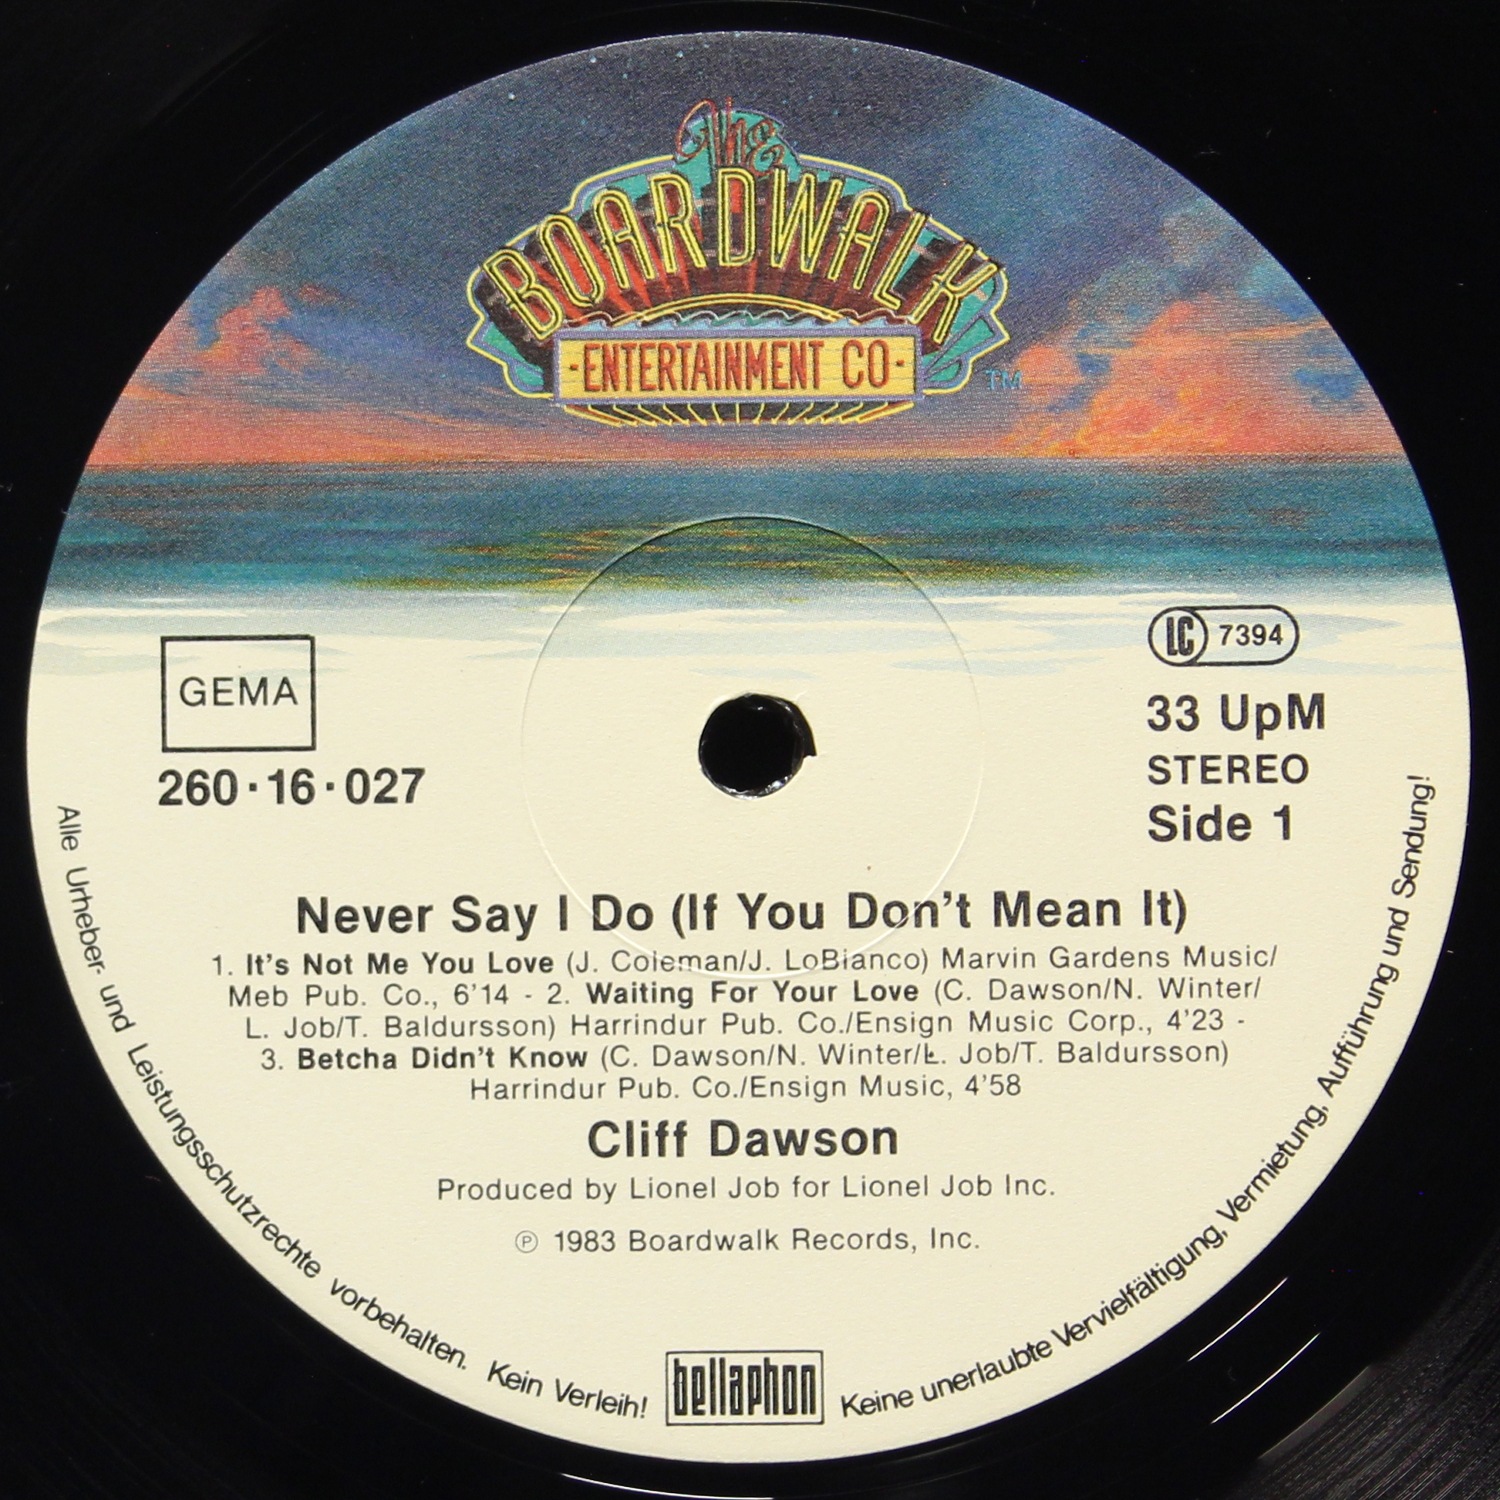 The
BOARDWALK
·ENTERTAINMENT CO·
TM
GEMA
260·16·027
LC 7394
33 UpM
STEREO
Side 1
Never Say I Do (If You Don't Mean It)
1. It's Not Me You Love (J. Coleman/J. LoBianco) Marvin Gardens Music/
Meb Pub. Co., 6'14 - 2. Waiting For Your Love (C. Dawson/N. Winter/
L. Job/T. Baldursson) Harrindur Pub. Co./Ensign Music Corp., 4'23 -
3. Betcha Didn't Know (C. Dawson/N. Winter/L. Job/T. Baldursson)
Harrindur Pub. Co./Ensign Music, 4'58
Cliff Dawson
Produced by Lionel Job for Lionel Job Inc.
℗ 1983 Boardwalk Records, Inc.
Alle Urheber- und Leistungsschutzrechte vorbehalten. Kein Verleih!
bellaphon
Keine unerlaubte Vervielfältigung, Vermietung, Aufführung und Sendung!